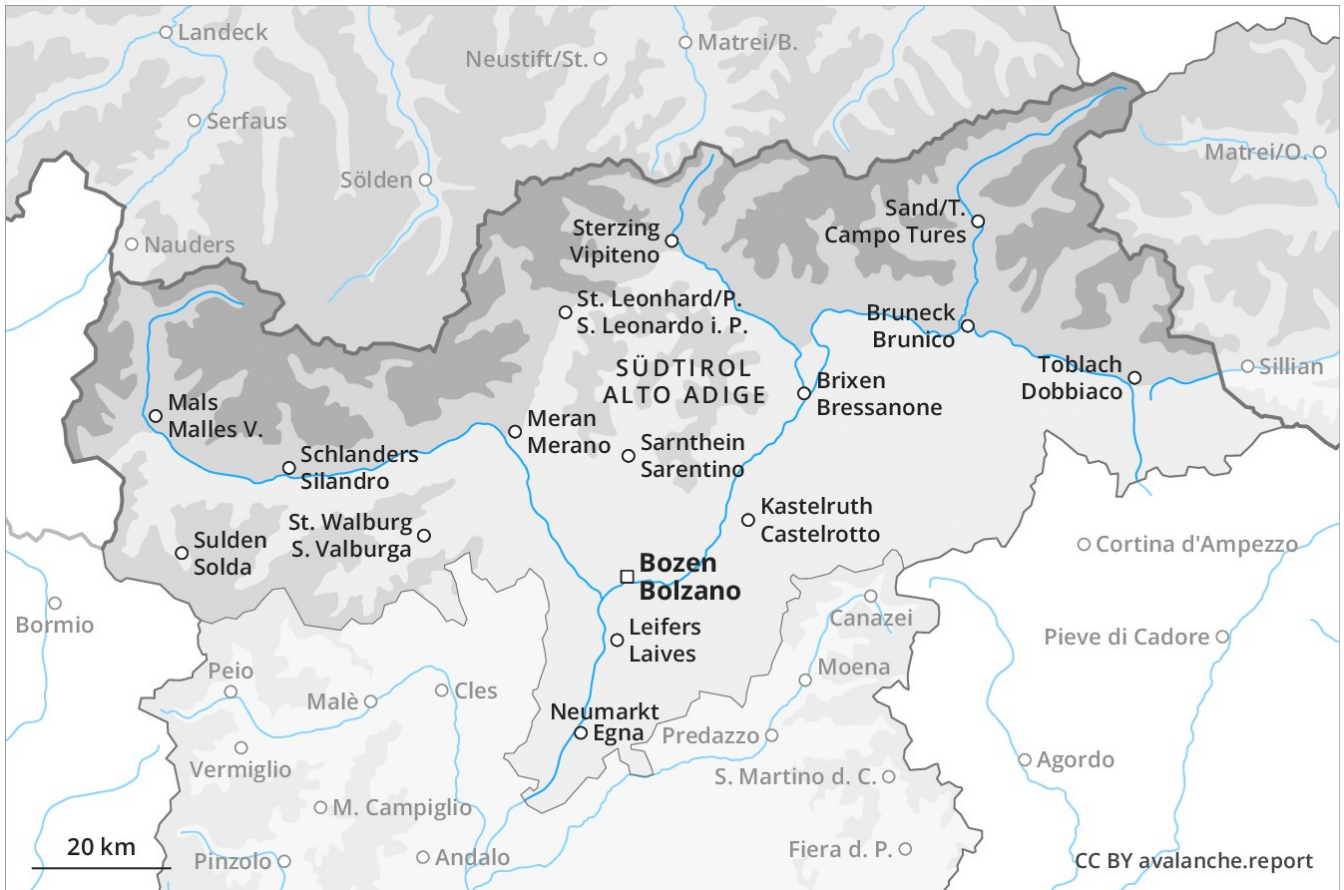 Landeck
Neustift/St.
Matrei/B.
Serfaus
Matrei/O.
Sölden
Nauders
Sand/T.
Campo Tures
Sterzing
Vipiteno
St. Leonhard/P.
S. Leonardo i. P.
Bruneck
Brunico
SÜDTIROL
ALTO ADIGE
Toblach
Dobbiaco
Sillian
Brixen
Bressanone
Mals
Malles V.
Meran
Merano
Sarnthein
Sarentino
Schlanders
Silandro
Kastelruth
Castelrotto
St. Walburg
S. Valburga
Sulden
Solda
Cortina d'Ampezzo
Bozen
Bolzano
Bormio
Canazei
Leifers
Laives
Pieve di Cadore
Peio
Moena
Malè
Cles
Neumarkt
Egna
Predazzo
Vermiglio
S. Martino d. C.
Agordo
M. Campiglio
20 km
Pinzolo
Andalo
Fiera d. P.
CC BY avalanche.report